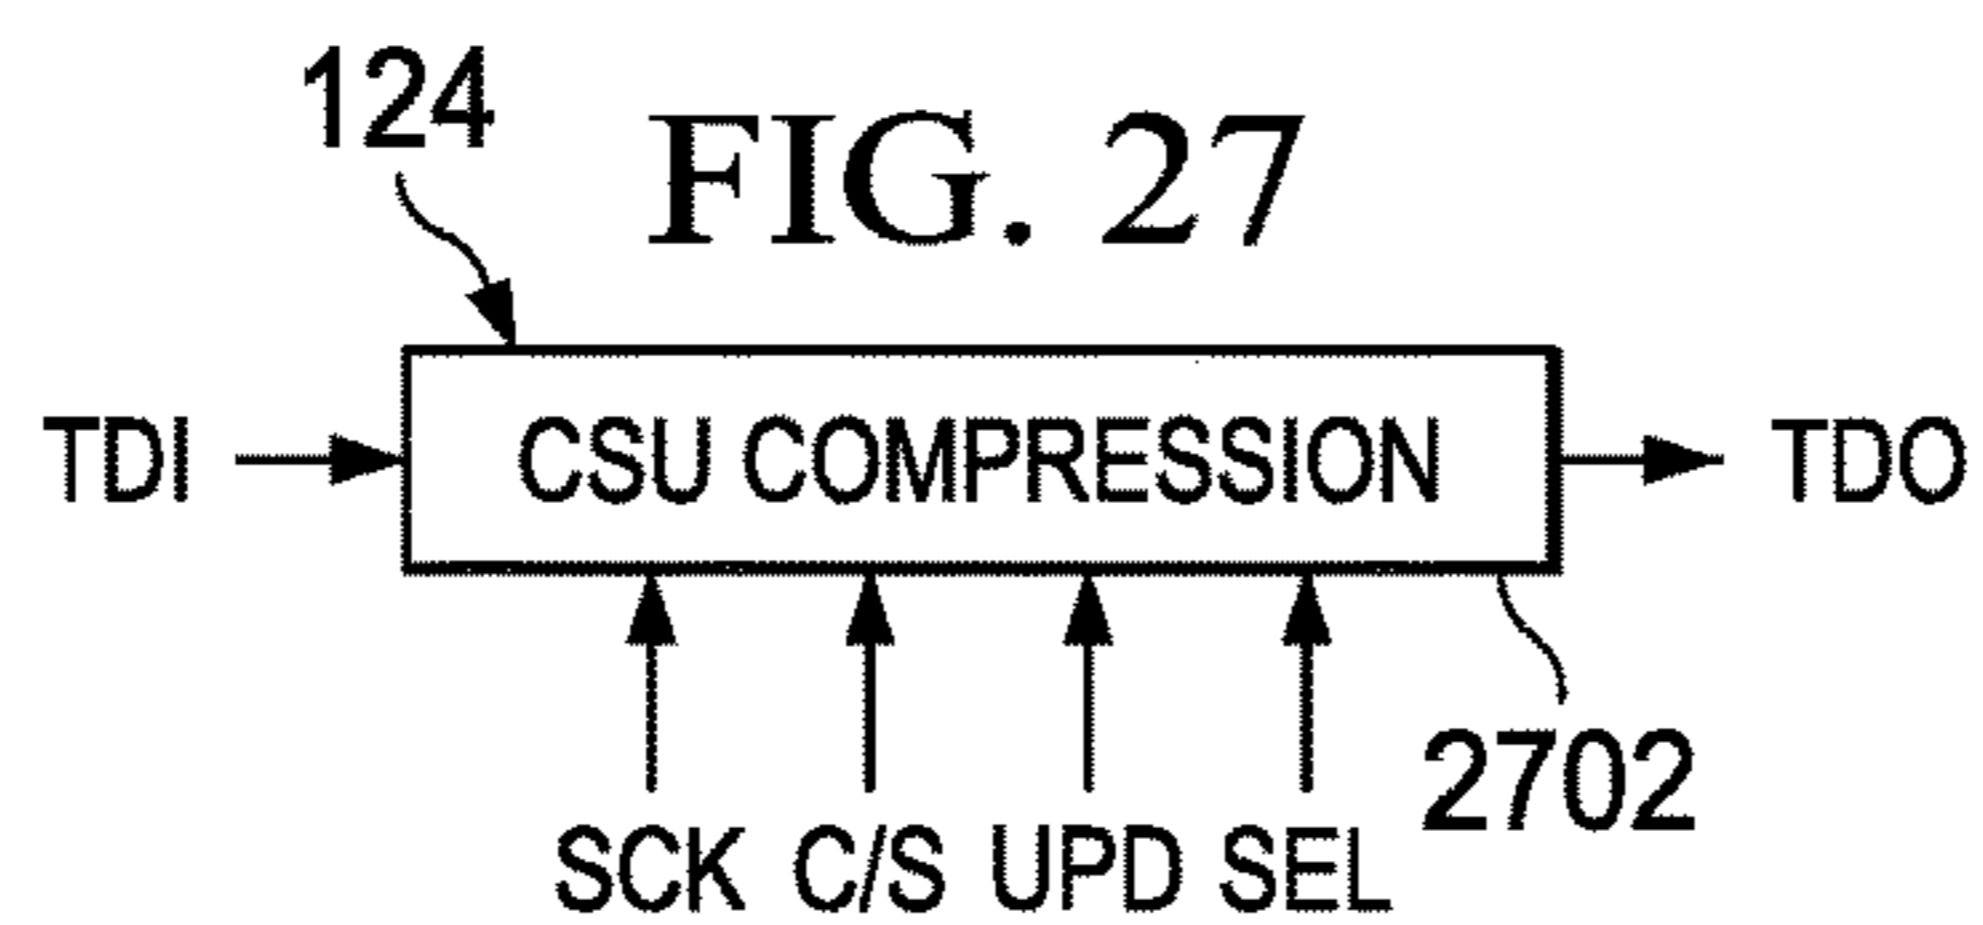 124
FIG. 27
TDI CSU COMPRESSION TDO
SCK C/S UPD SEL
2702